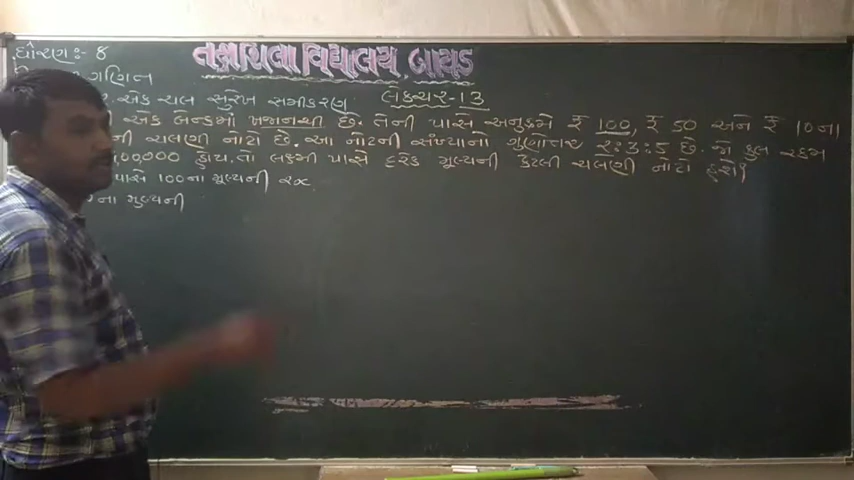 ધોરણ:- 8
તક્ષશિલા વિદ્યાલય બાયડ
ગણિત
એક ચલ સુરેખ સમીકરણ લેક્ચર-13
એક બેન્કમાં ખજાનચી છે. તેની પાસે અનુક્રમે ₹ 100, ₹ 50 અને ₹ 10ના
ની ચલણી નોટો છે. આ નોટની સંખ્યાનો ગુણોત્તર 2:3:5 છે. જો કુલ રકમ
,00,000 હોય. તો લક્ષ્મી પાસે દરેક મૂલ્યની કેટલી ચલણી નોટો હશે?
પાસે 100ના મૂલ્યની 2x
ના મુલ્યની